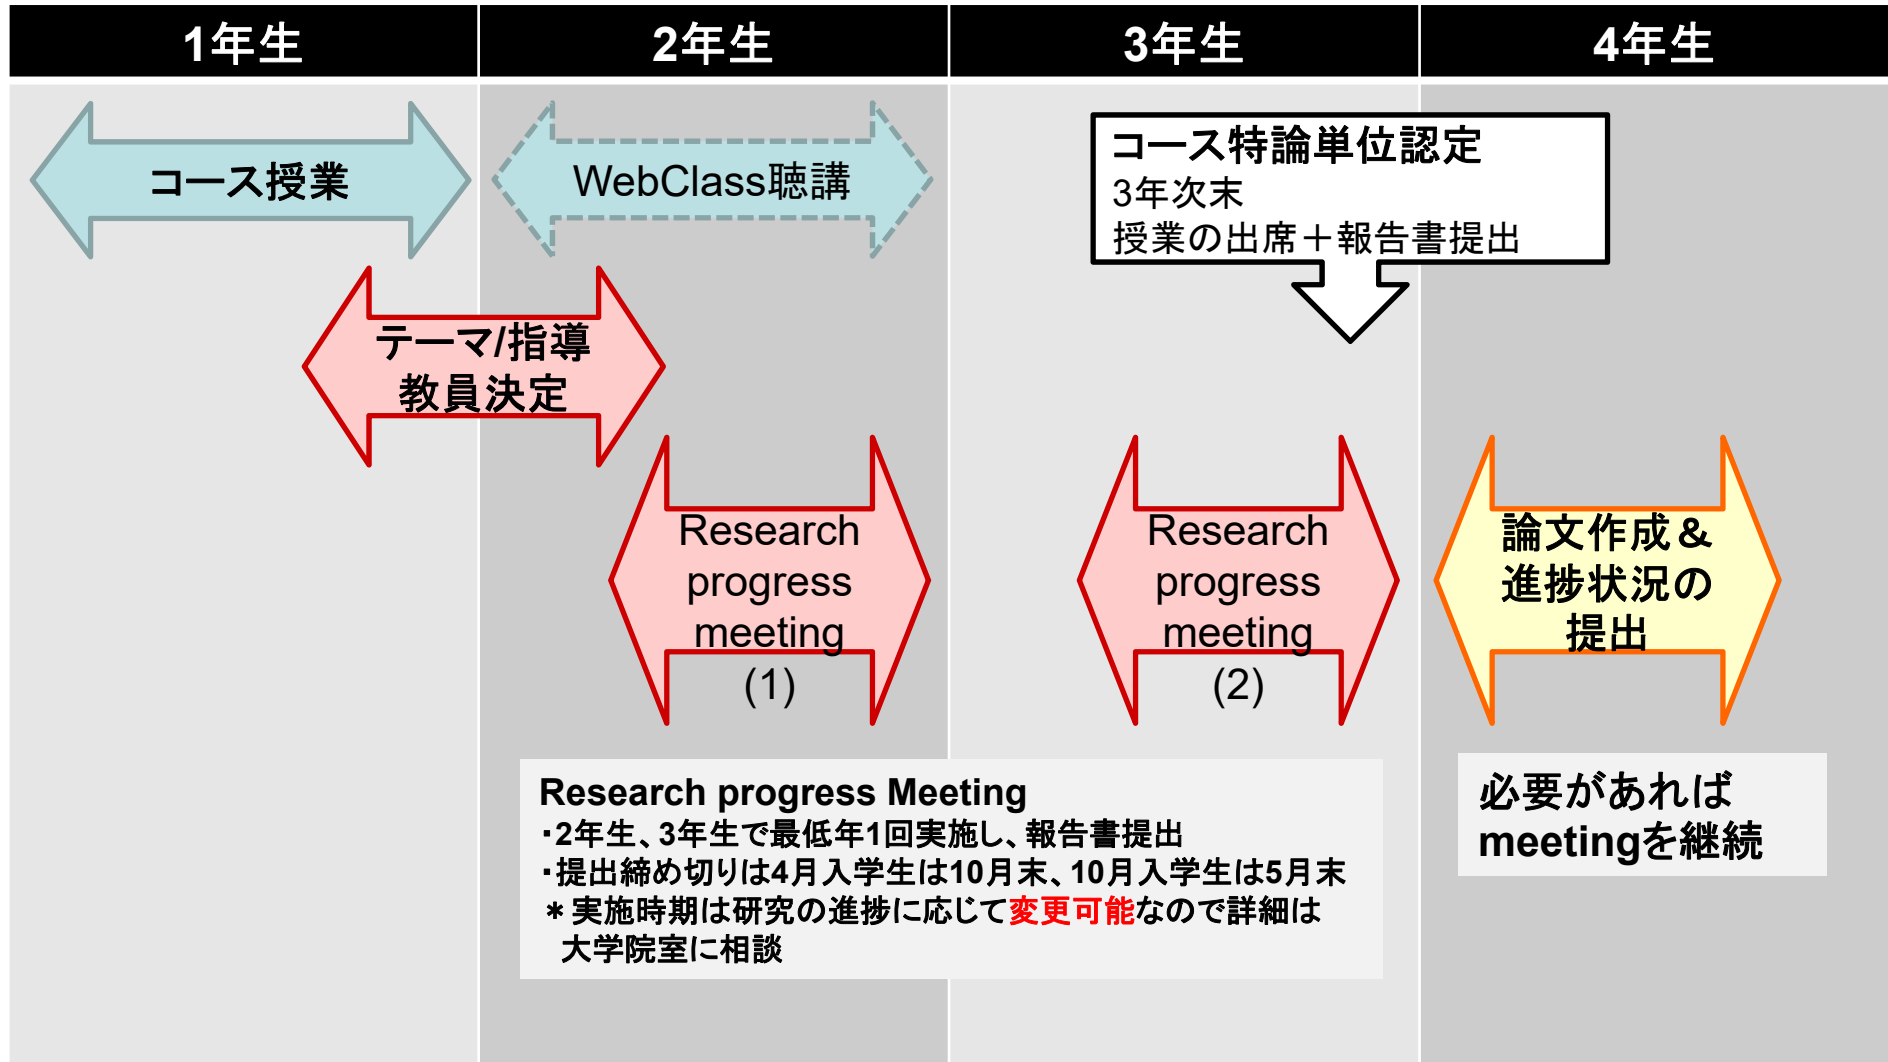 1年生
2年生
3年生
4年生
コース授業
WebClass聴講
コース特論単位認定
3年次末
授業の出席＋報告書提出
テーマ/指導
教員決定
Research
progress
meeting
(1)
Research
progress
meeting
(2)
論文作成＆
進捗状況の
提出
Research progress Meeting
・2年生、3年生で最低年1回実施し、報告書提出
・提出締め切りは4月入学生は10月末、10月入学生は5月末
＊実施時期は研究の進捗に応じて変更可能なので詳細は
大学院室に相談
必要があれば
meetingを継続